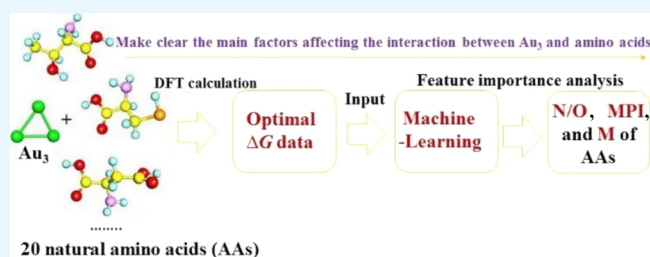 Make clear the main factors affecting the interaction between Au₃ and amino acids
DFT calculation
Feature importance analysis
Input
+
Au₃
Optimal
ΔG data
Machine
-Learning
N/O, MPI,
and M of
AAs
........
20 natural amino acids (AAs)